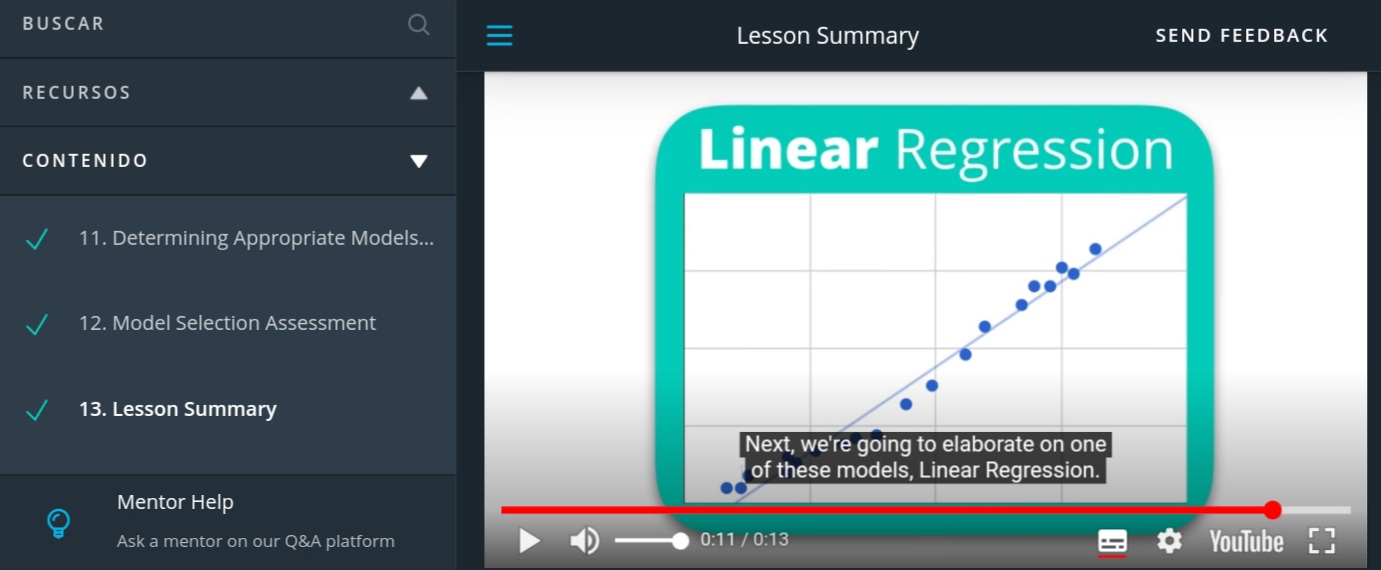 BUSCAR
RECURSOS
CONTENIDO
11. Determining Appropriate Models...
12. Model Selection Assessment
13. Lesson Summary
Mentor Help
Ask a mentor on our Q&A platform
Lesson Summary
SEND FEEDBACK
Linear Regression
Next, we're going to elaborate on one
of these models, Linear Regression.
0:11 / 0:13
YouTube